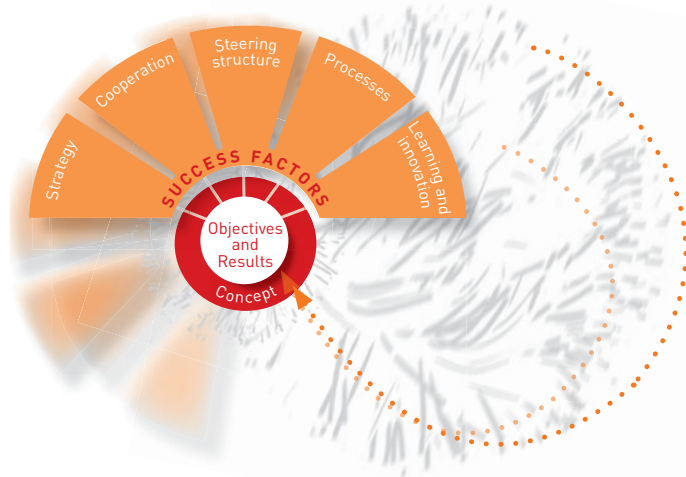 Strategy
Cooperation
Steering
structure
Processes
Learning and
innovation
SUCCESS FACTORS
Objectives
and
Results
Concept